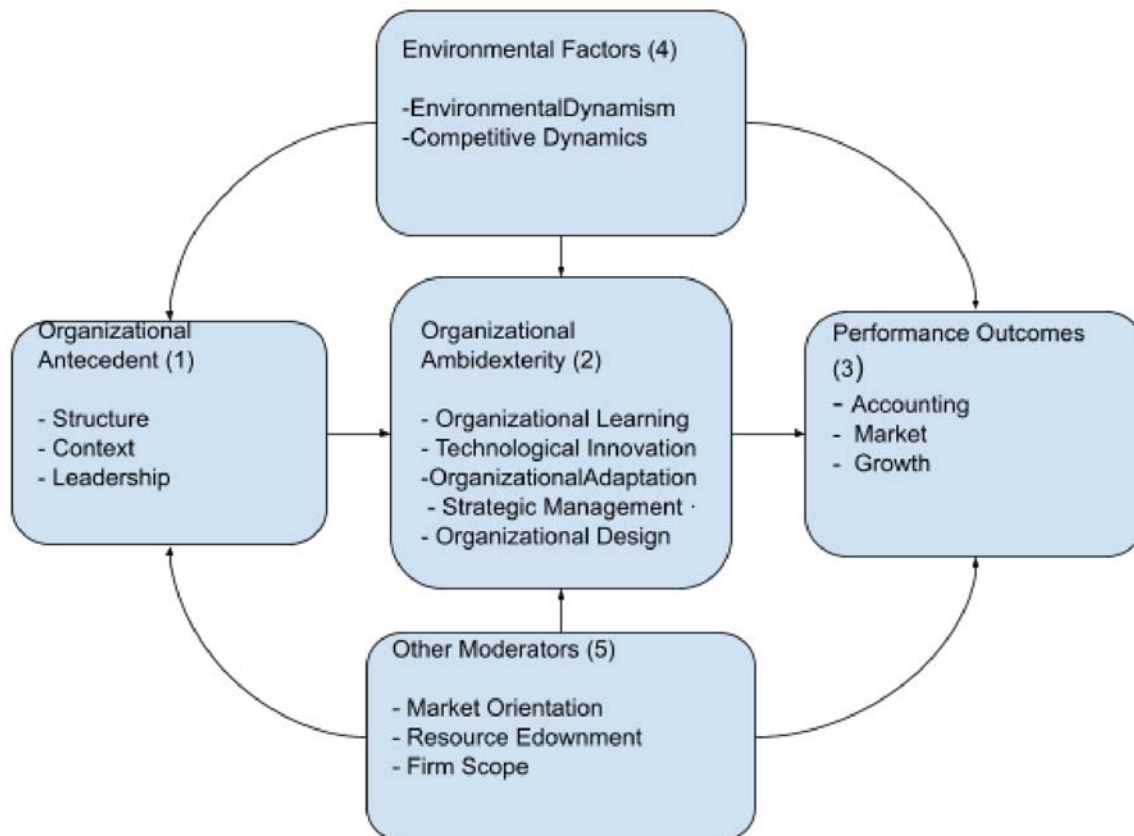 Environmental Factors (4)
-EnvironmentalDynamism
-Competitive Dynamics
Organizational
Antecedent (1)
- Structure
- Context
- Leadership
Organizational
Ambidexterity (2)
- Organizational Learning
- Technological Innovation
-OrganizationalAdaptation
- Strategic Management ·
- Organizational Design
Performance Outcomes
(3)
- Accounting
- Market
- Growth
Other Moderators (5)
- Market Orientation
- Resource Edownment
- Firm Scope